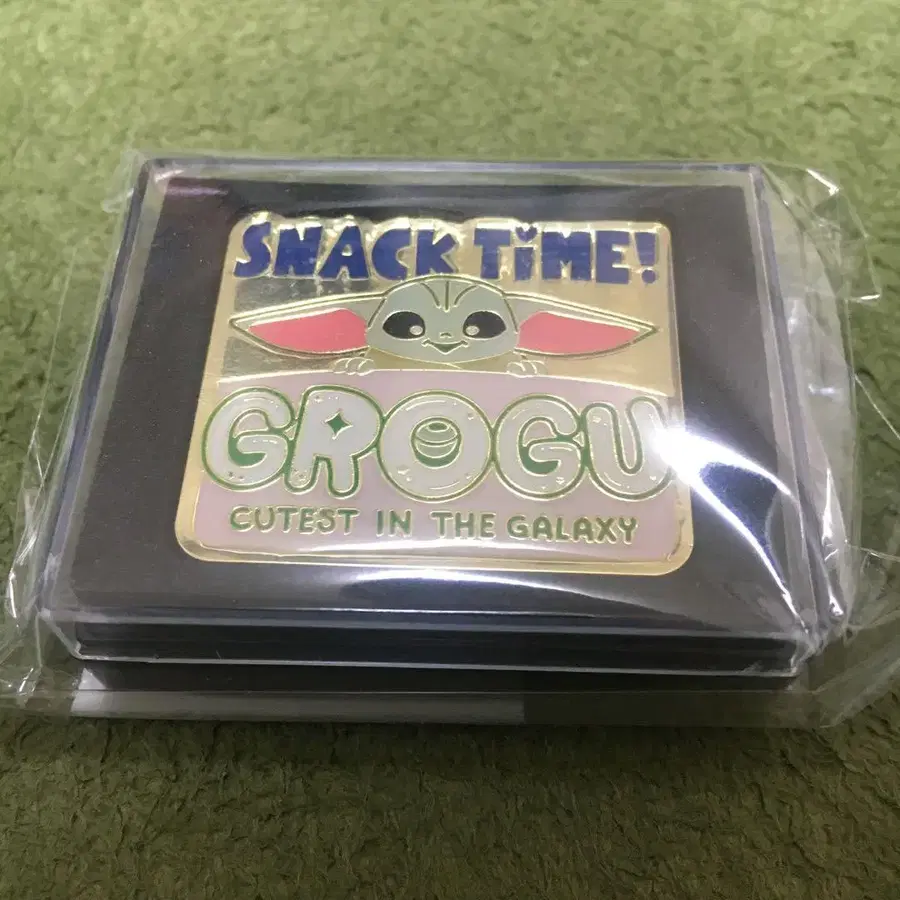 SNACK TiME!
GROGU
CUTEST IN THE GALAXY